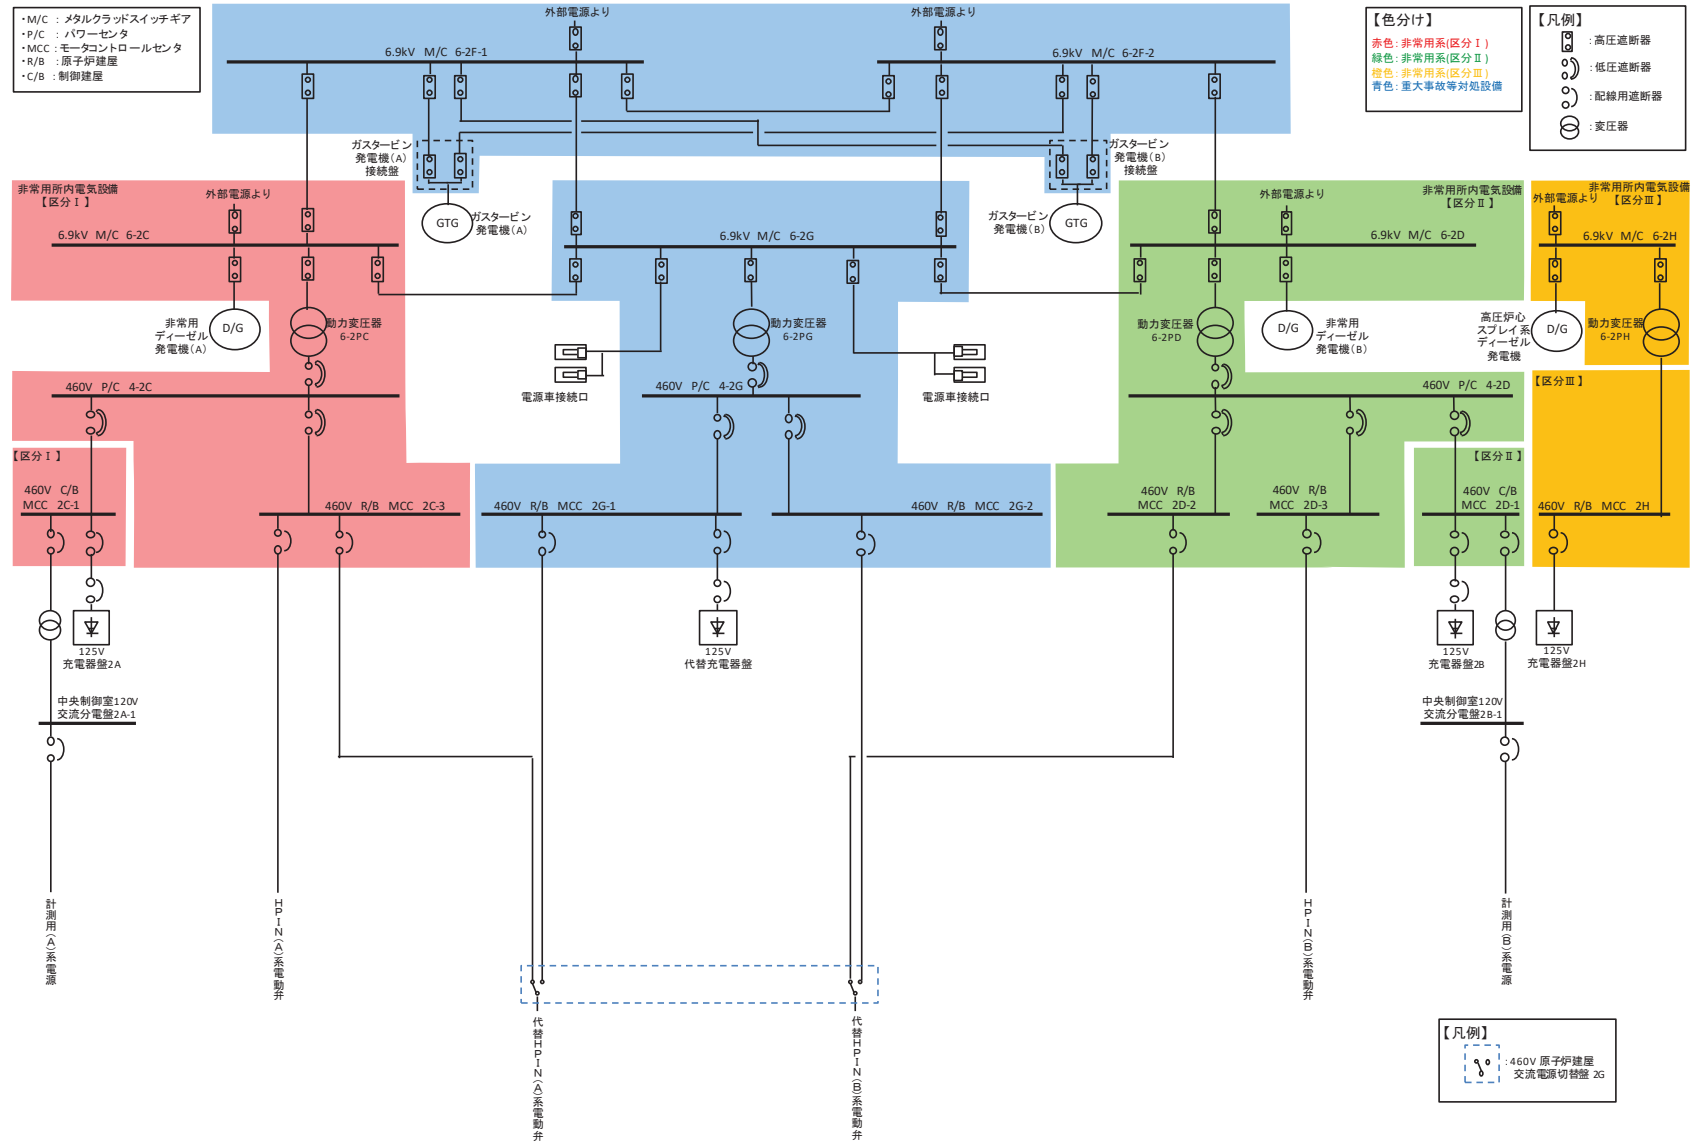 ・M/C ：メタルクラッドスイッチギア
・P/C ：パワーセンタ
・MCC：モータコントロールセンタ
・R/B ：原子炉建屋
・C/B ：制御建屋
外部電源より
外部電源より
6.9kV M/C 6-2F-1
6.9kV M/C 6-2F-2
【色分け】
赤色：非常用系(区分Ⅰ)
緑色：非常用系(区分Ⅱ)
橙色：非常用系(区分Ⅲ)
青色：重大事故等対処設備
【凡例】
：高圧遮断器
：低圧遮断器
：配線用遮断器
：変圧器
ガスタービン
発電機(A)
接続盤
ガスタービン
発電機(B)
接続盤
非常用所内電気設備
【区分Ⅰ】
外部電源より
6.9kV M/C 6-2C
GTG
ガスタービン
発電機(A)
6.9kV M/C 6-2G
ガスタービン
発電機(B)
GTG
外部電源より
非常用所内電気設備
【区分Ⅱ】
6.9kV M/C 6-2D
非常用所内電気設備
【区分Ⅲ】
外部電源より
6.9kV M/C 6-2H
非常用
ディーゼル
発電機(A)
D/G
動力変圧器
6-2PC
動力変圧器
6-2PG
動力変圧器
6-2PD
D/G
非常用
ディーゼル
発電機(B)
高圧炉心
スプレイ系
ディーゼル
発電機
D/G
動力変圧器
6-2PH
460V P/C 4-2C
電源車接続口
460V P/C 4-2G
電源車接続口
460V P/C 4-2D
【区分Ⅲ】
【区分Ⅰ】
460V C/B
MCC 2C-1
460V R/B MCC 2C-3
460V R/B MCC 2G-1
460V R/B MCC 2G-2
460V R/B
MCC 2D-2
460V R/B
MCC 2D-3
【区分Ⅱ】
460V C/B
MCC 2D-1
460V R/B MCC 2H
125V
充電器盤2A
125V
代替充電器盤
125V
充電器盤2B
125V
充電器盤2H
中央制御室120V
交流分電盤2A-1
中央制御室120V
交流分電盤2B-1
計測用(A)系電源
HPIN(A)系電動弁
代替HPIN(A)系電動弁
代替HPIN(B)系電動弁
HPIN(B)系電動弁
計測用(B)系電源
【凡例】
：460V 原子炉建屋
交流電源切替盤 2G